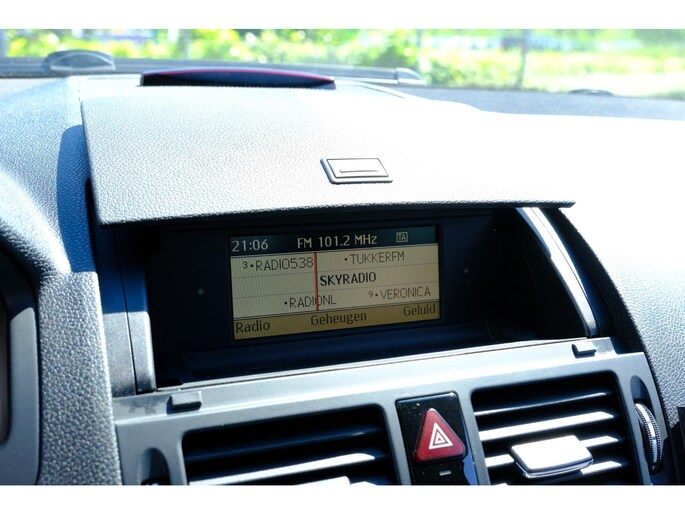 21:06 FM 101.2 MHz TA
3•RADIO538 •TUKKERFM
SKYRADIO
•RADIONL 9•VERONICA
Radio Geheugen Geluid